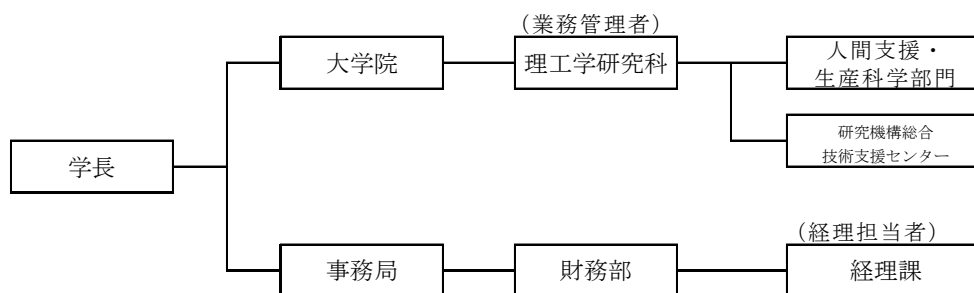 （業務管理者）
大学院
理工学研究科
人間支援・
生産科学部門
研究機構総合
技術支援センター
学長
（経理担当者）
事務局
財務部
経理課